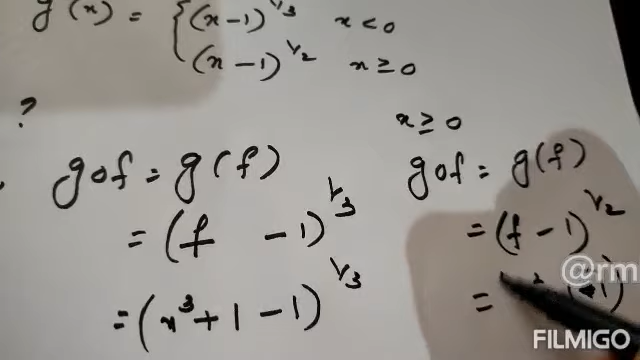 g(x) = { (x-1)^1/3 x < 0
(x-1)^1/2 x ≥ 0
?
gof = g(f)
= (f - 1)^1/3
= (x^3 + 1 - 1)^1/3
x ≥ 0
gof = g(f)
= (f - 1)^1/2
=
@rm
FILMIGO